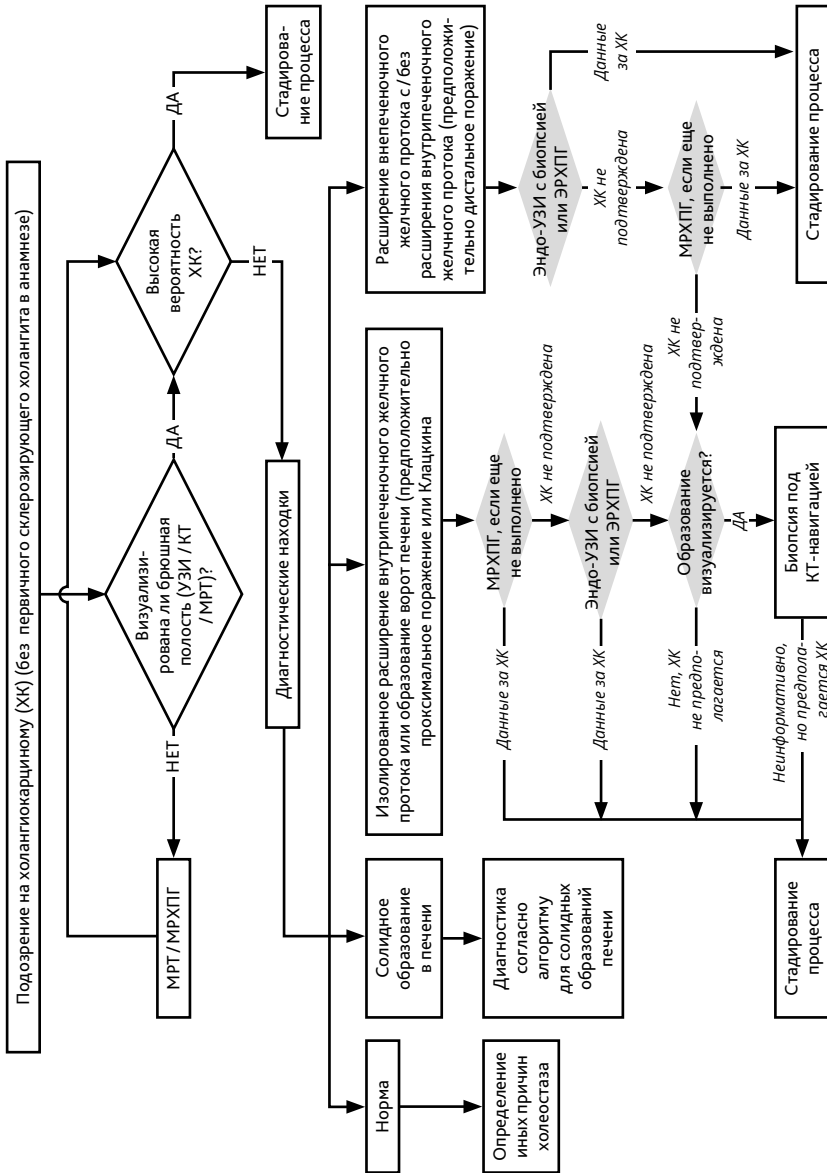 Подозрение на холангиокарциному (ХК) (без первичного склерозирующего холангита в анамнезе)
Визуализи-
рована ли брюшная
полость (УЗИ / КТ
/ МРТ)?
НЕТ
МРТ / МРХПГ
ДА
Высокая
вероятность
ХК?
ДА
Стадирова-
ние процесса
НЕТ
Диагностические находки
Норма
Определение
иных причин
холеостаза
Солидное
образование
в печени
Диагностика
согласно
алгоритму
для солидных
образований
печени
Изолированное расширение внутрипеченочного желчного
протока или образование ворот печени (предположительно
проксимальное поражение или Клацкина
МРХПГ, если еще
не выполнено
Данные за ХК
ХК не подтверждена
Эндо-УЗИ с биопсией
или ЭРХПГ
Данные за ХК
ХК не подтверждена
Образование
визуализируется?
Нет, ХК
не предпо-
лагается
ДА
Биопсия под
КТ-навигацией
Неинформативно,
но предпола-
гается ХК
Стадирование
процесса
Расширение внепеченочного
желчного протока с / без
расширения внутрипеченочного
желчного протока (предположи-
тельно дистальное поражение)
Эндо-УЗИ с биопсией
или ЭРХПГ
Данные
за ХК
ХК не
подтверждена
МРХПГ, если еще
не выполнено
ХК не
подтвер-
ждена
Данные за ХК
Стадирование процесса